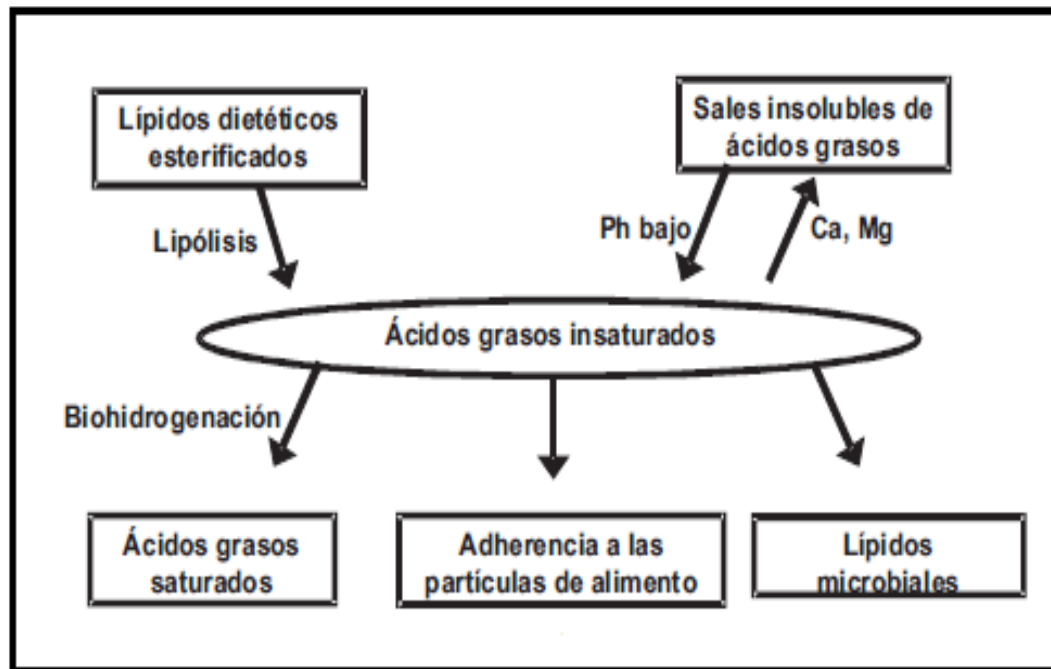 Lípidos dietéticos
esterificados
Sales insolubles de
ácidos grasos
Lipólisis
Ph bajo
Ca, Mg
Ácidos grasos insaturados
Biohidrogenación
Ácidos grasos
saturados
Adherencia a las
partículas de alimento
Lípidos
microbiales